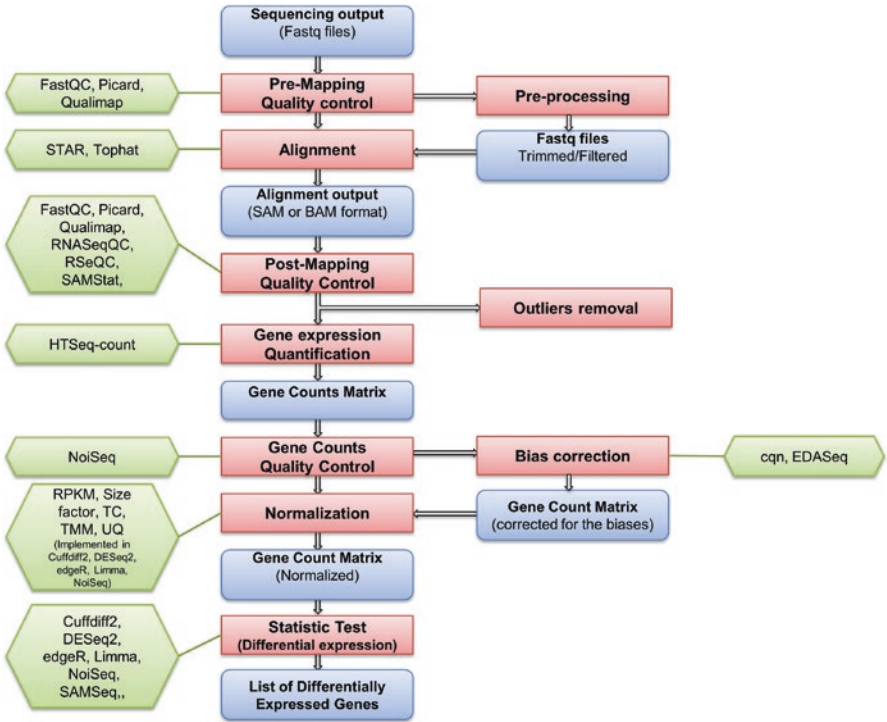 Sequencing output
(Fastq files)
FastQC, Picard,
Qualimap
Pre-Mapping
Quality control
Pre-processing
STAR, Tophat
Alignment
Fastq files
Trimmed/Filtered
Alignment output
(SAM or BAM format)
FastQC, Picard,
Qualimap,
RNASeqQC,
RSeQC,
SAMStat,
Post-Mapping
Quality Control
Outliers removal
HTSeq-count
Gene expression
Quantification
Gene Counts Matrix
NoiSeq
Gene Counts
Quality Control
Bias correction
cqn, EDASeq
RPKM, Size
factor, TC,
TMM, UQ
(Implemented in
Cuffdiff2, DESeq2,
edgeR, Limma,
NoiSeq)
Normalization
Gene Count Matrix
(corrected for the biases)
Gene Count Matrix
(Normalized)
Cuffdiff2,
DESeq2,
edgeR, Limma,
NoiSeq,
SAMSeq,,
Statistic Test
(Differential expression)
List of Differentially
Expressed Genes